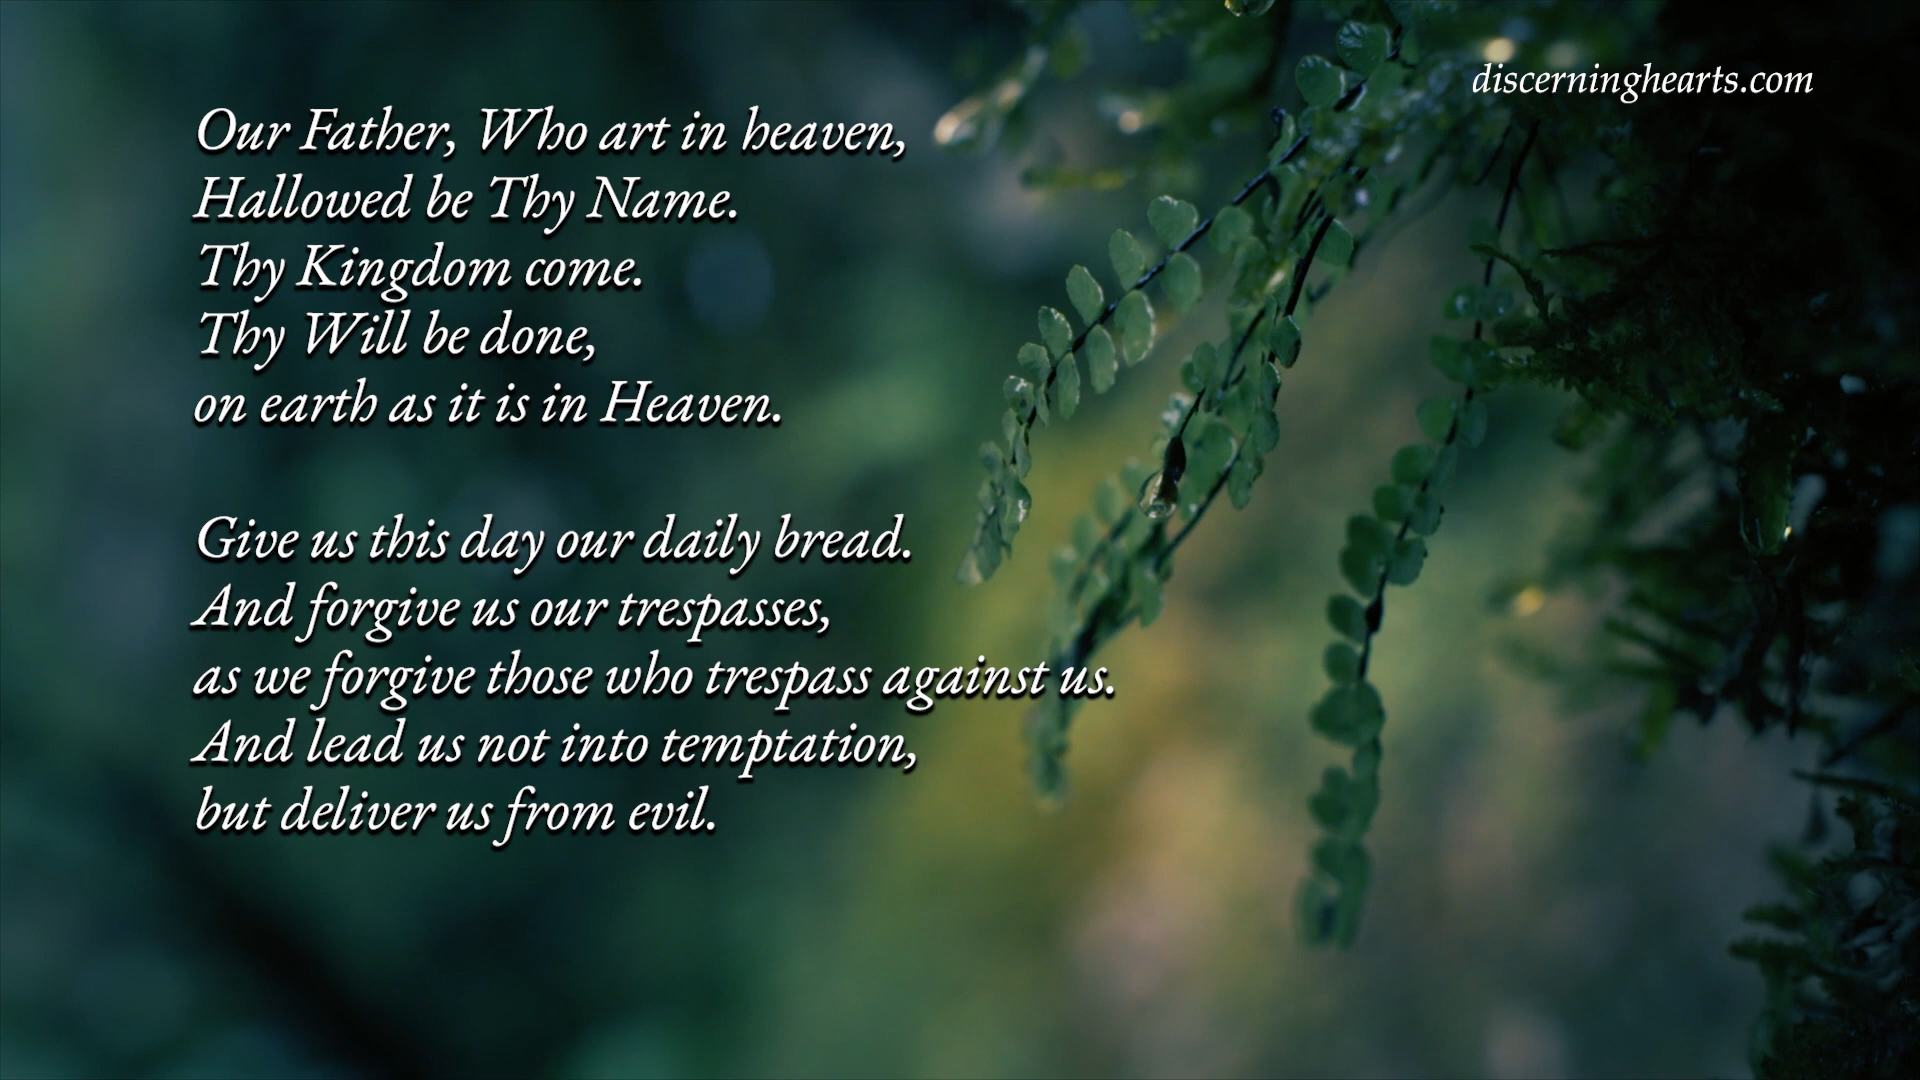 discerninghearts.com
Our Father, Who art in heaven,
Hallowed be Thy Name.
Thy Kingdom come.
Thy Will be done,
on earth as it is in Heaven.
Give us this day our daily bread.
And forgive us our trespasses,
as we forgive those who trespass against us.
And lead us not into temptation,
but deliver us from evil.